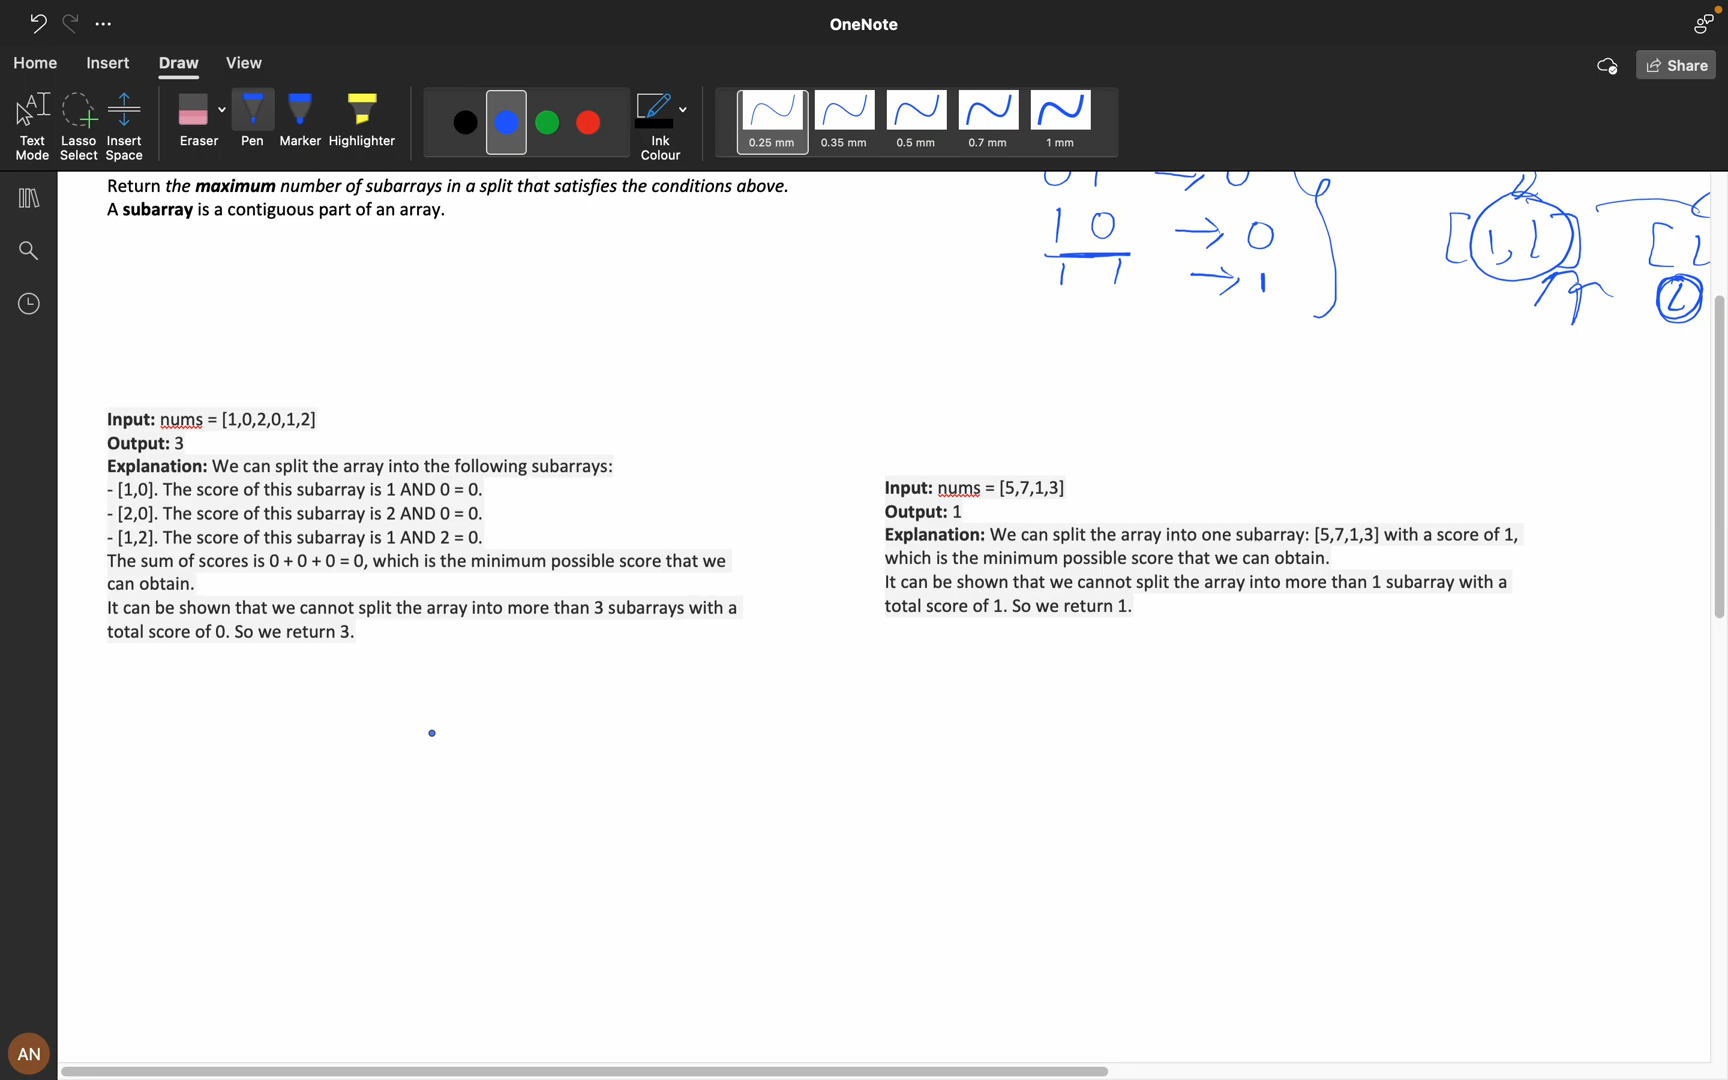 OneNote
Home Insert Draw View
Share
Text Mode
Lasso Select
Insert Space
Eraser
Pen
Marker
Highlighter
Ink Colour
0.25 mm
0.35 mm
0.5 mm
0.7 mm
1 mm
Return the maximum number of subarrays in a split that satisfies the conditions above.
A subarray is a contiguous part of an array.
1 0 → 0
1 1 → 1
[1, 1]
Input: nums = [1,0,2,0,1,2]
Output: 3
Explanation: We can split the array into the following subarrays:
- [1,0]. The score of this subarray is 1 AND 0 = 0.
- [2,0]. The score of this subarray is 2 AND 0 = 0.
- [1,2]. The score of this subarray is 1 AND 2 = 0.
The sum of scores is 0 + 0 + 0 = 0, which is the minimum possible score that we
can obtain.
It can be shown that we cannot split the array into more than 3 subarrays with a
total score of 0. So we return 3.
Input: nums = [5,7,1,3]
Output: 1
Explanation: We can split the array into one subarray: [5,7,1,3] with a score of 1,
which is the minimum possible score that we can obtain.
It can be shown that we cannot split the array into more than 1 subarray with a
total score of 1. So we return 1.
AN